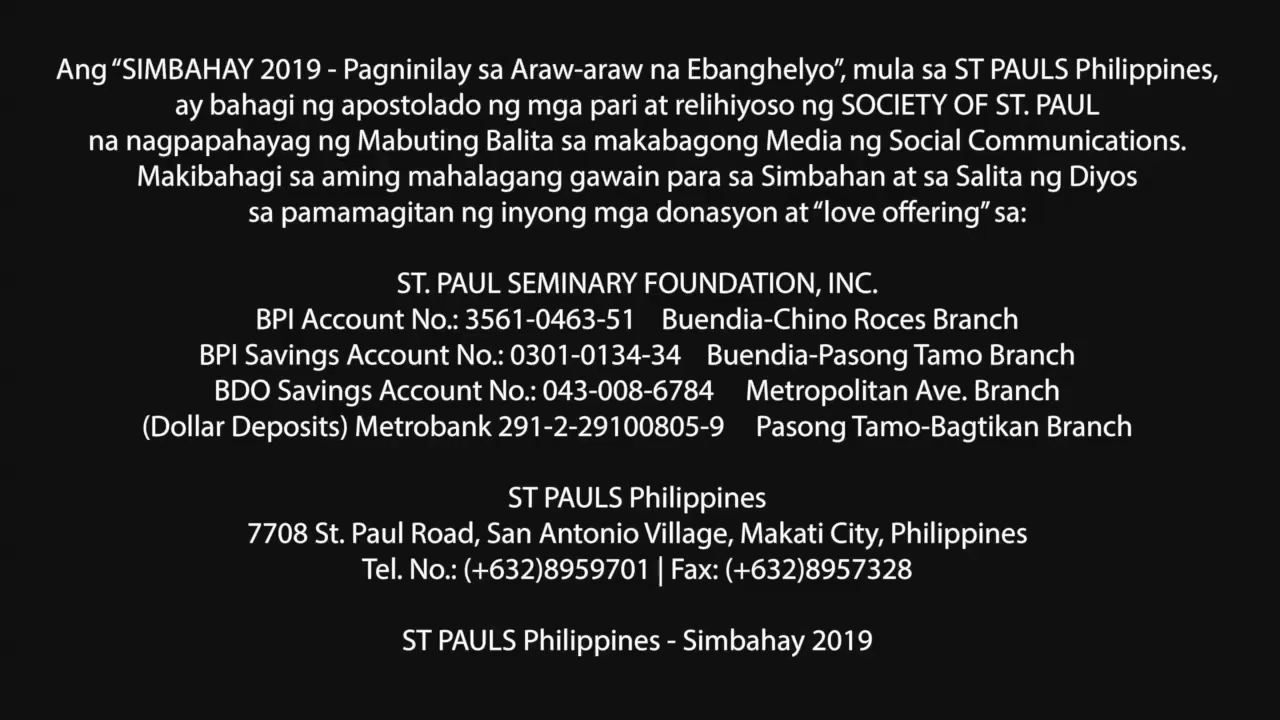 Ang “SIMBAHAY 2019 - Pagninilay sa Araw-araw na Ebanghelyo”, mula sa ST PAULS Philippines,
ay bahagi ng apostolado ng mga pari at relihiyoso ng SOCIETY OF ST. PAUL
na nagpapahayag ng Mabuting Balita sa makabagong Media ng Social Communications.
Makibahagi sa aming mahalagang gawain para sa Simbahan at sa Salita ng Diyos
sa pamamagitan ng inyong mga donasyon at “love offering” sa:
ST. PAUL SEMINARY FOUNDATION, INC.
BPI Account No.: 3561-0463-51 Buendia-Chino Roces Branch
BPI Savings Account No.: 0301-0134-34 Buendia-Pasong Tamo Branch
BDO Savings Account No.: 043-008-6784 Metropolitan Ave. Branch
(Dollar Deposits) Metrobank 291-2-29100805-9 Pasong Tamo-Bagtikan Branch
ST PAULS Philippines
7708 St. Paul Road, San Antonio Village, Makati City, Philippines
Tel. No.: (+632)8959701 | Fax: (+632)8957328
ST PAULS Philippines - Simbahay 2019